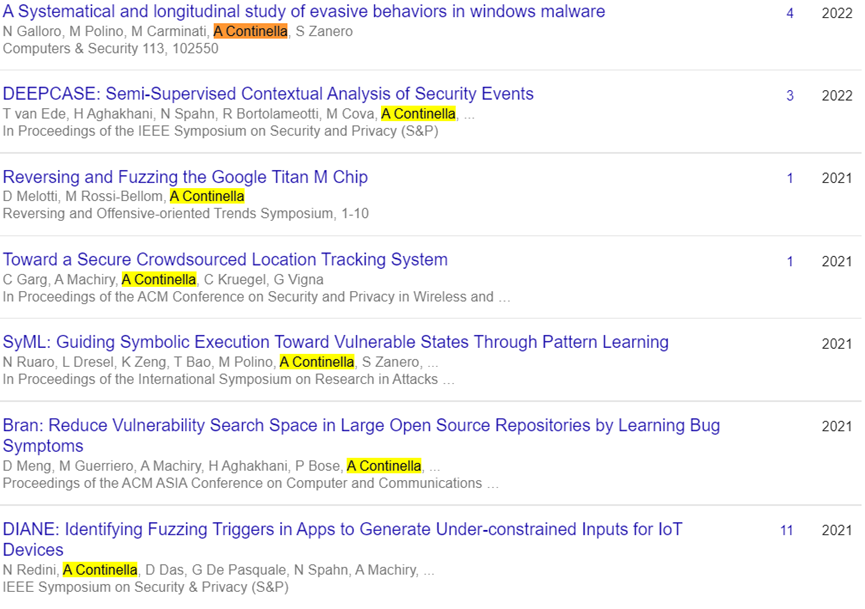 A Systematical and longitudinal study of evasive behaviors in windows malware 4 2022
N Galloro, M Polino, M Carminati, A Continella, S Zanero
Computers & Security 113, 102550
DEEPCASE: Semi-Supervised Contextual Analysis of Security Events 3 2022
T van Ede, H Aghakhani, N Spahn, R Bortolameotti, M Cova, A Continella, ...
In Proceedings of the IEEE Symposium on Security and Privacy (S&P)
Reversing and Fuzzing the Google Titan M Chip 1 2021
D Melotti, M Rossi-Bellom, A Continella
Reversing and Offensive-oriented Trends Symposium, 1-10
Toward a Secure Crowdsourced Location Tracking System 1 2021
C Garg, A Machiry, A Continella, C Kruegel, G Vigna
In Proceedings of the ACM Conference on Security and Privacy in Wireless and ...
SyML: Guiding Symbolic Execution Toward Vulnerable States Through Pattern Learning 2021
N Ruaro, L Dresel, K Zeng, T Bao, M Polino, A Continella, S Zanero, ...
In Proceedings of the International Symposium on Research in Attacks ...
Bran: Reduce Vulnerability Search Space in Large Open Source Repositories by Learning Bug 2021
Symptoms
D Meng, M Guerriero, A Machiry, H Aghakhani, P Bose, A Continella, ...
Proceedings of the ACM ASIA Conference on Computer and Communications ...
DIANE: Identifying Fuzzing Triggers in Apps to Generate Under-constrained Inputs for IoT 11 2021
Devices
N Redini, A Continella, D Das, G De Pasquale, N Spahn, A Machiry, ...
IEEE Symposium on Security & Privacy (S&P)